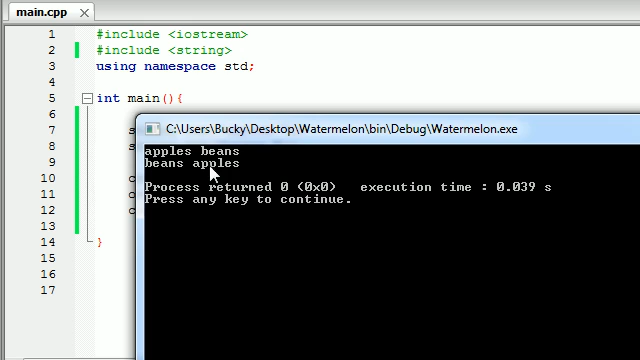 main.cpp
1 #include <iostream>
2 #include <string>
3 using namespace std;
4
5 int main(){
6
7 s
8 s
9
10 c
11 o
12 c
13
14 }
15
16
17
C:\Users\Bucky\Desktop\Watermelon\bin\Debug\Watermelon.exe
apples beans
beans apples
Process returned 0 (0x0) execution time : 0.039 s
Press any key to continue.